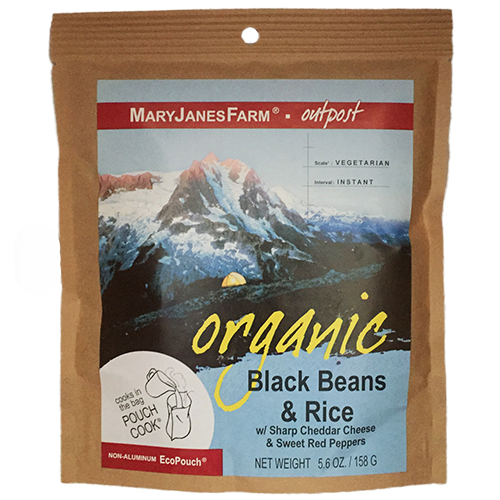 MARYJANESFARM® ▪ outpost
Scale': VEGETARIAN
Interval: INSTANT
organic
Black Beans
& Rice
w/ Sharp Cheddar Cheese
& Sweet Red Peppers
NET WEIGHT 5.6 OZ. / 158 G
cooks in
the bag
POUCH
COOK®
NON-ALUMINUM EcoPouch®